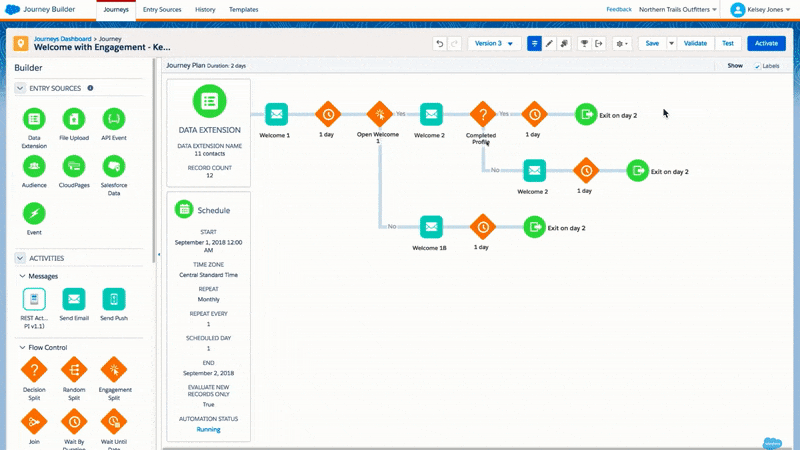 Journey Builder
Journeys
Entry Sources
History
Templates
Feedback
Northern Trails Outfitters
Kelsey Jones
Journeys Dashboard > Journey
Welcome with Engagement - Ke...
Version 3
Save
Validate
Test
Activate
Builder
Journey Plan Duration: 2 days
Show
Labels
ENTRY SOURCES
Data
Extension
File Upload
API Event
Audience
CloudPages
Salesforce
Data
Event
ACTIVITIES
Messages
REST Act...
PI v1.1)
Send Email
Send Push
Flow Control
Decision
Split
Random
Split
Engagement
Split
Join
Wait By
Duration
Wait Until
Date
DATA EXTENSION
DATA EXTENSION NAME
11 contacts
RECORD COUNT
12
Schedule
START
September 1, 2018 12:00
AM
TIME ZONE
Central Standard Time
REPEAT
Monthly
REPEAT EVERY
1
SCHEDULED DAY
1
END
September 2, 2018
EVALUATE NEW
RECORDS ONLY
True
AUTOMATION STATUS
Running
Welcome 1
1 day
Open Welcome
1
Yes
Welcome 2
Completed
Profile
Yes
1 day
Exit on day 2
No
Welcome 2
1 day
Exit on day 2
No
Welcome 1B
1 day
Exit on day 2